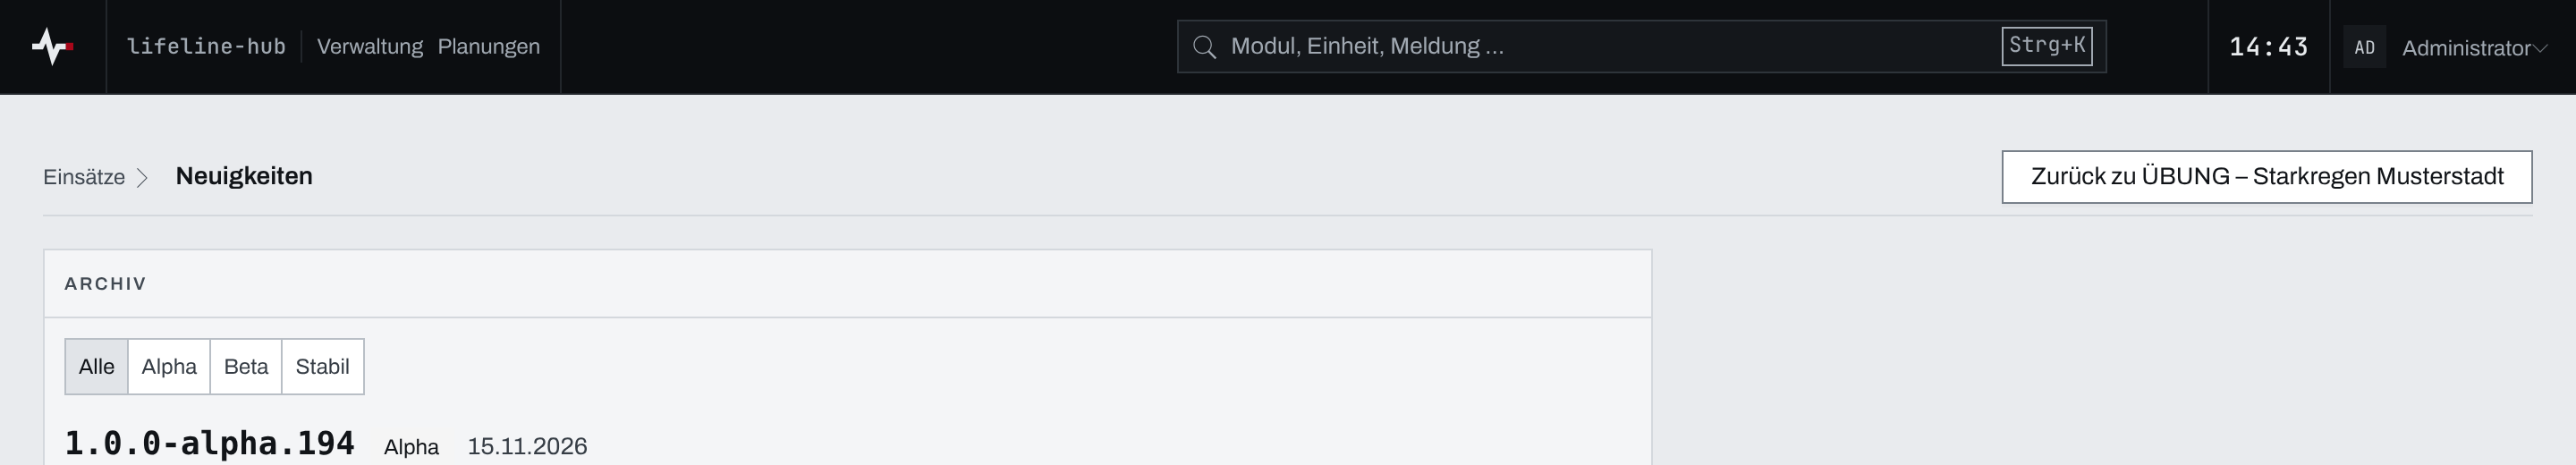 lifeline-hub Verwaltung Planungen Modul, Einheit, Meldung ... Strg+K 14:43 AD Administrator
Einsätze Neuigkeiten Zurück zu ÜBUNG – Starkregen Musterstadt
ARCHIV
Alle Alpha Beta Stabil
1.0.0-alpha.194 Alpha 15.11.2026